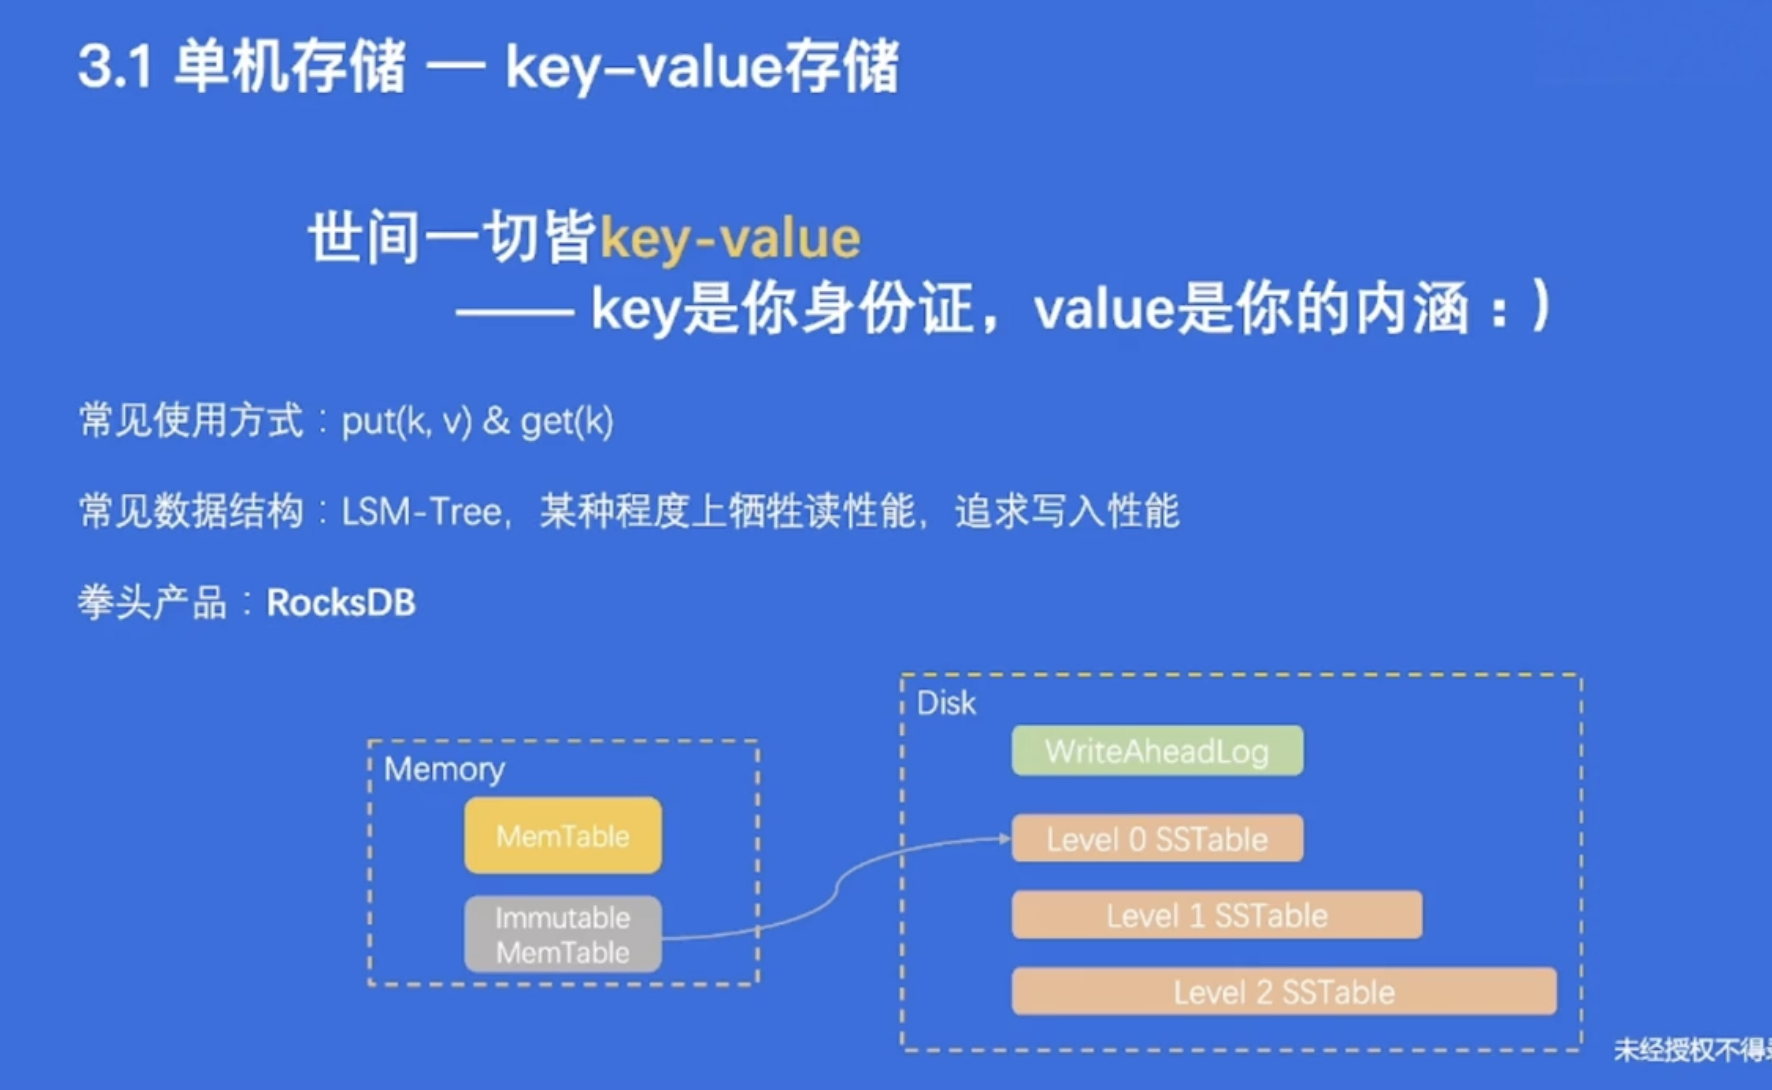 3.1 单机存储 — key-value存储
世间一切皆key-value
—— key是你身份证，value是你的内涵：)
常见使用方式：put(k, v) & get(k)
常见数据结构：LSM-Tree，某种程度上牺牲读性能，追求写入性能
拳头产品：RocksDB
Memory
MemTable
Immutable
MemTable
Disk
WriteAheadLog
Level 0 SSTable
Level 1 SSTable
Level 2 SSTable
未经授权不得